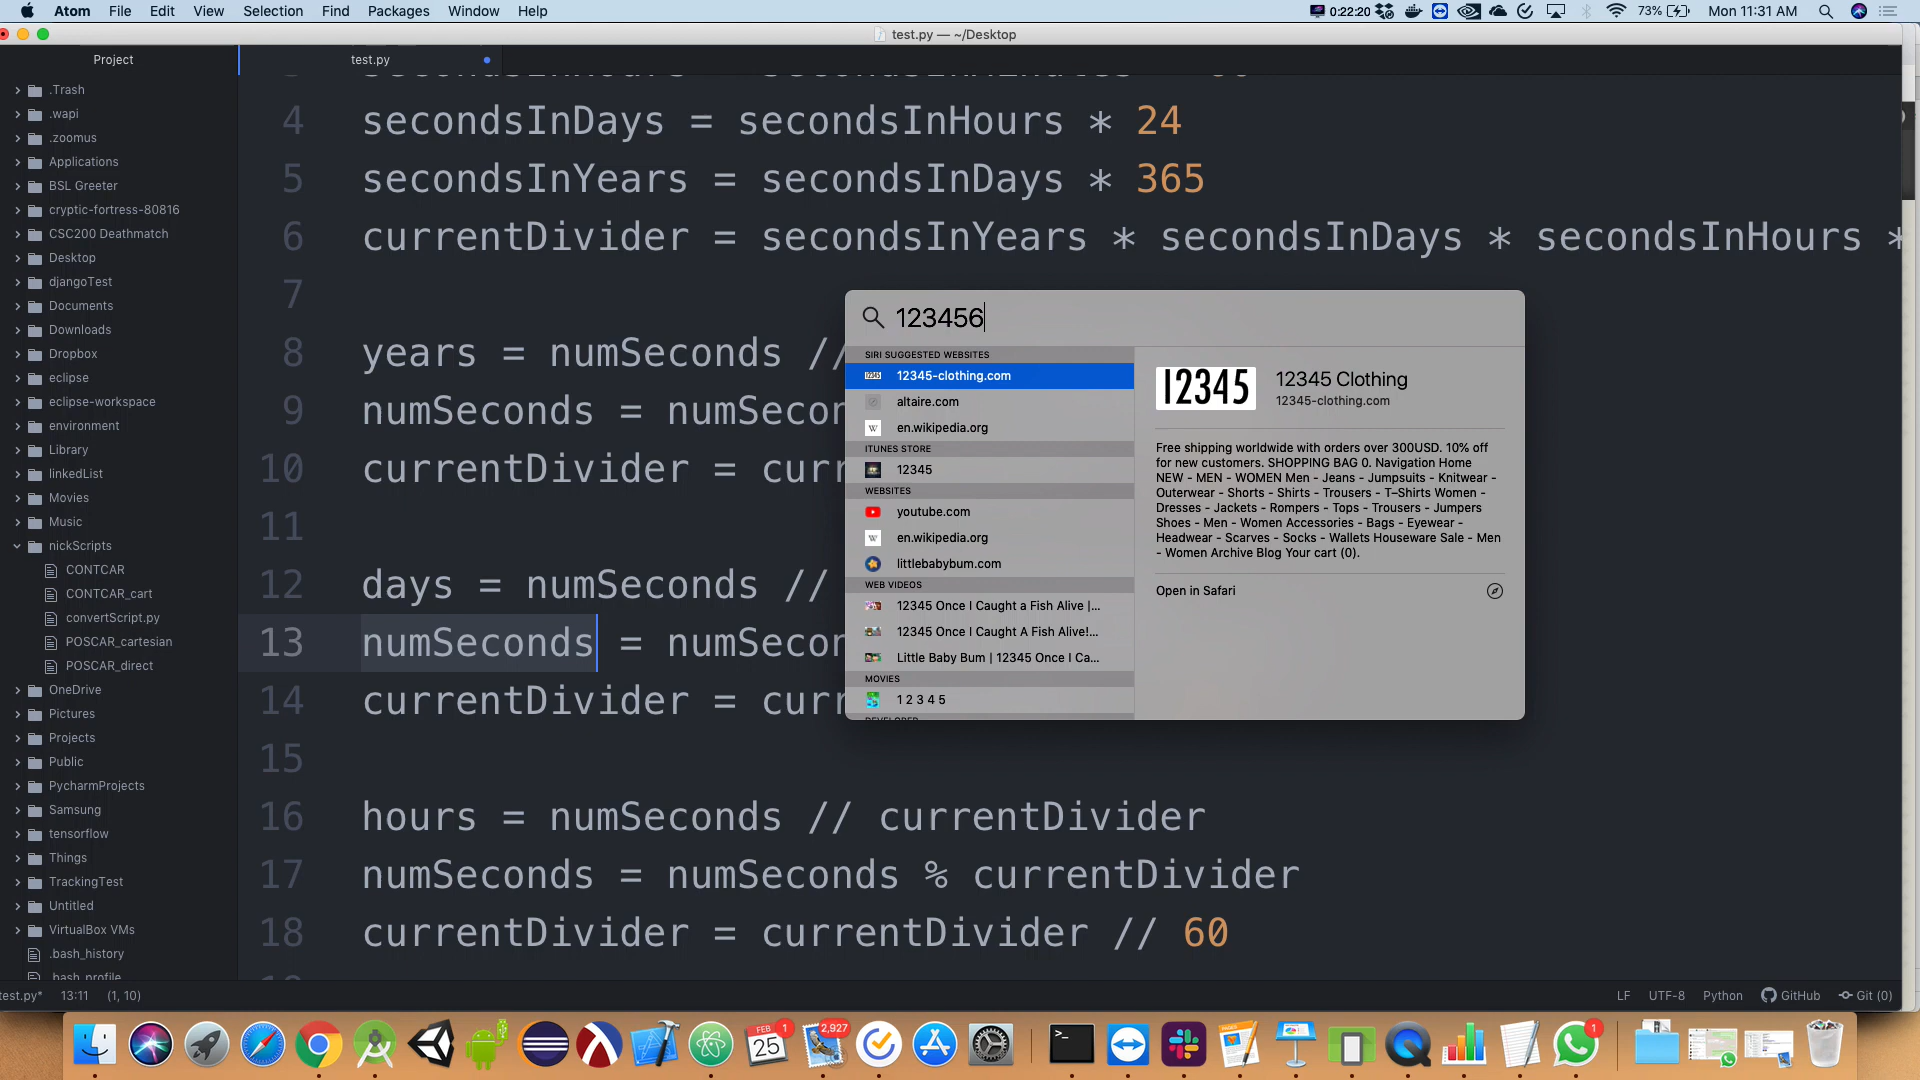 Atom File Edit View Selection Find Packages Window Help
0:22:20 73% Mon 11:31 AM
test.py — ~/Desktop
Project
test.py
.Trash
.wapi
.zoomus
Applications
BSL Greeter
cryptic-fortress-80816
CSC200 Deathmatch
Desktop
djangoTest
Documents
Downloads
Dropbox
eclipse
eclipse-workspace
environment
Library
linkedList
Movies
Music
nickScripts
CONTCAR
CONTCAR_cart
convertScript.py
POSCAR_cartesian
POSCAR_direct
OneDrive
Pictures
Projects
Public
PycharmProjects
Samsung
tensorflow
Things
TrackingTest
Untitled
VirtualBox VMs
.bash_history
.bash_profile
4 secondsInDays = secondsInHours * 24
5 secondsInYears = secondsInDays * 365
6 currentDivider = secondsInYears * secondsInDays * secondsInHours *
7
8 years = numSeconds //
9 numSeconds = numSecon
10 currentDivider = curr
11
12 days = numSeconds //
13 numSeconds = numSecon
14 currentDivider = curr
15
16 hours = numSeconds // currentDivider
17 numSeconds = numSeconds % currentDivider
18 currentDivider = currentDivider // 60
123456
SIRI SUGGESTED WEBSITES
12345-clothing.com
altaire.com
en.wikipedia.org
ITUNES STORE
12345
WEBSITES
youtube.com
en.wikipedia.org
littlebabybum.com
WEB VIDEOS
12345 Once I Caught a Fish Alive |...
12345 Once I Caught A Fish Alive!...
Little Baby Bum | 12345 Once I Ca...
MOVIES
1 2 3 4 5
DEVELOPER
12345
12345 Clothing
12345-clothing.com
Free shipping worldwide with orders over 300USD. 10% off
for new customers. SHOPPING BAG 0. Navigation Home
NEW - MEN - WOMEN Men - Jeans - Jumpsuits - Knitwear -
Outerwear - Shorts - Shirts - Trousers - T-Shirts Women -
Dresses - Jackets - Rompers - Tops - Trousers - Jumpers
Shoes - Men - Women Accessories - Bags - Eyewear -
Headwear - Scarves - Socks - Wallets Houseware Sale - Men
- Women Archive Blog Your cart (0).
Open in Safari
test.py* 13:11 (1, 10)
LF UTF-8 Python GitHub Git (0)
FEB 1
25
2,927
>_
1